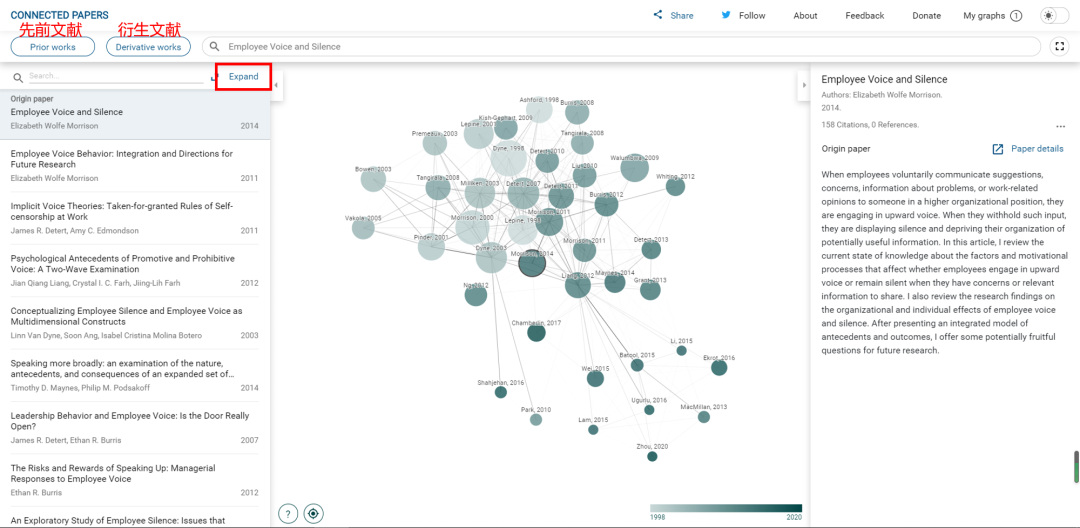 CONNECTED PAPERS
Share
Follow
About
Feedback
Donate
My graphs 1
先前文献
衍生文献
Prior works
Derivative works
Employee Voice and Silence
Search...
Expand
Origin paper
Employee Voice and Silence
Elizabeth Wolfe Morrison 2014
Employee Voice Behavior: Integration and Directions for
Future Research
Elizabeth Wolfe Morrison 2011
Implicit Voice Theories: Taken-for-granted Rules of Self-
censorship at Work
James R. Detert, Amy C. Edmondson 2011
Psychological Antecedents of Promotive and Prohibitive
Voice: A Two-Wave Examination
Jian Qiang Liang, Crystal I. C. Farh, Jiing-Lih Farh 2012
Conceptualizing Employee Silence and Employee Voice as
Multidimensional Constructs
Linn Van Dyne, Soon Ang, Isabel Cristina Molina Botero 2003
Speaking more broadly: an examination of the nature,
antecedents, and consequences of an expanded set of...
Timothy D. Maynes, Philip M. Podsakoff 2014
Leadership Behavior and Employee Voice: Is the Door Really
Open?
James R. Detert, Ethan R. Burris 2007
The Risks and Rewards of Speaking Up: Managerial
Responses to Employee Voice
Ethan R. Burris 2012
An Exploratory Study of Employee Silence: Issues that
Ashford, 1998
Burris, 2008
Kish-Gephart, 2009
Lepine, 2001
Premeaux, 2003
Tangirala, 2008
Dyne, 1998
Detert, 2010
Walumbwa, 2009
Bowen, 2003
Liu, 2010
Tangirala, 2008
Milliken, 2003
Detert, 2007
Detert, 2011
Whiting, 2012
Burris, 2012
Vakola, 2005
Morrison, 2000
Lepine, 1998
Morrison, 2011
Pinder, 2001
Dyne, 2003
Morrison, 2011
Detert, 2013
Morrison, 2014
Liang, 2012
Maynes, 2014
Grant, 2013
Ng, 2012
Chamberlin, 2017
Li, 2015
Batool, 2015
Ekrot, 2016
Wei, 2015
Shahjehan, 2016
Ugurlu, 2016
MacMillan, 2013
Park, 2010
Lam, 2015
Zhou, 2020
?
1998
2020
Employee Voice and Silence
Authors: Elizabeth Wolfe Morrison.
2014.
158 Citations, 0 References.
...
Origin paper
Paper details
When employees voluntarily communicate suggestions,
concerns, information about problems, or work-related
opinions to someone in a higher organizational position, they
are engaging in upward voice. When they withhold such input,
they are displaying silence and depriving their organization of
potentially useful information. In this article, I review the
current state of knowledge about the factors and motivational
processes that affect whether employees engage in upward
voice or remain silent when they have concerns or relevant
information to share. I also review the research findings on
the organizational and individual effects of employee voice
and silence. After presenting an integrated model of
antecedents and outcomes, I offer some potentially fruitful
questions for future research.